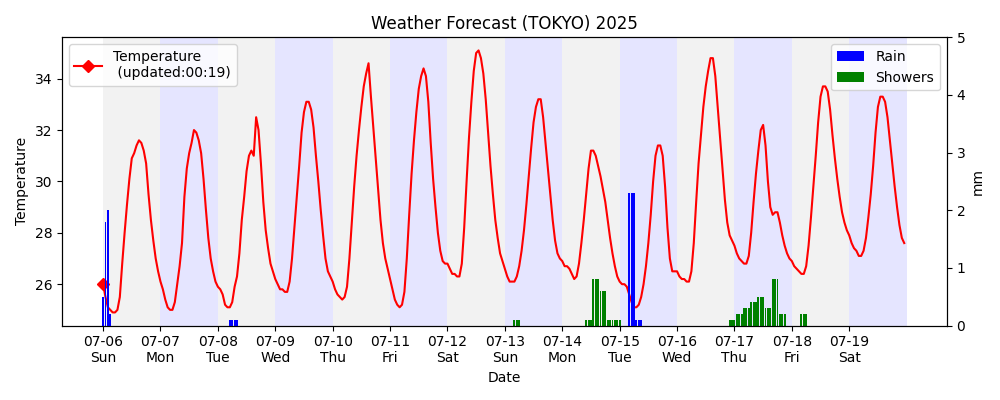 Weather Forecast (TOKYO) 2025
Temperature
(updated:00:19)
Rain
Showers
Temperature
34
32
30
28
26
5
4
3
2
1
0
mm
07-06 07-07 07-08 07-09 07-10 07-11 07-12 07-13 07-14 07-15 07-16 07-17 07-18 07-19
Sun Mon Tue Wed Thu Fri Sat Sun Mon Tue Wed Thu Fri Sat
Date